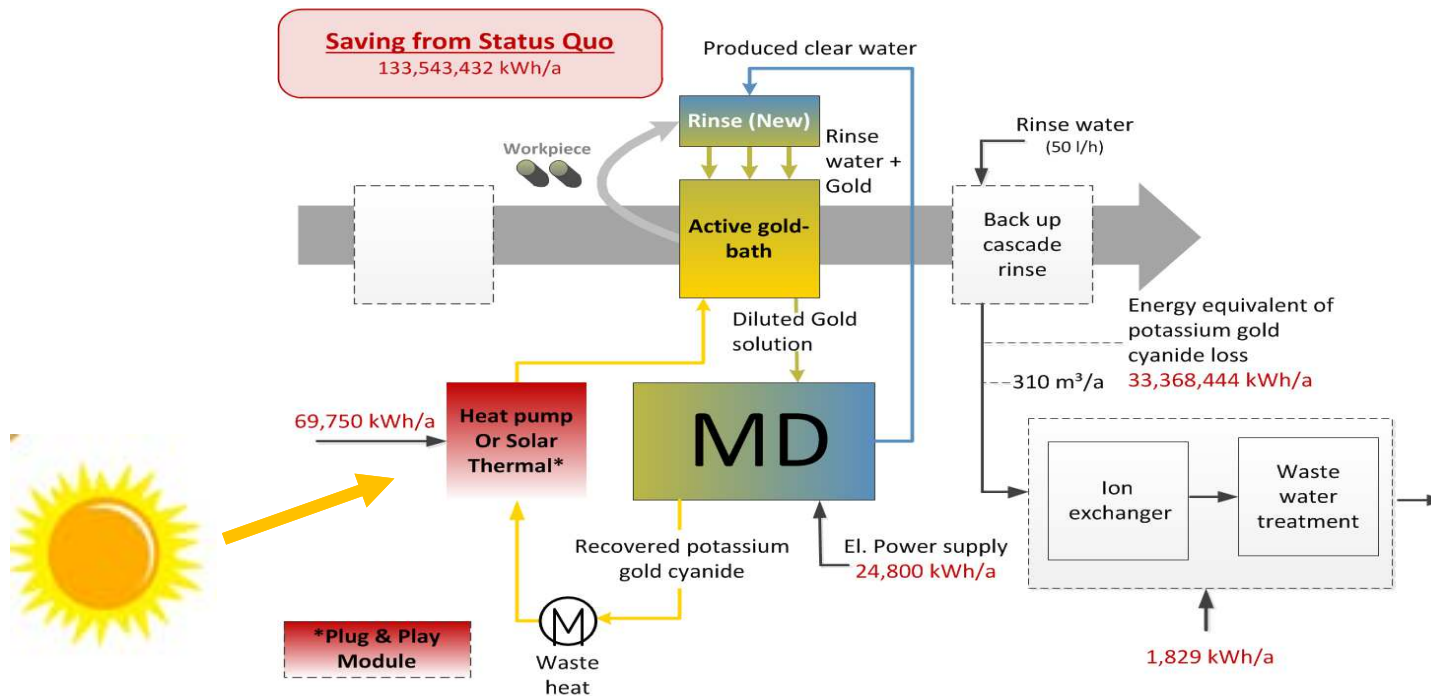 Saving from Status Quo
133,543,432 kWh/a
Produced clear water
Rinse (New)
Workpiece
Rinse
water +
Gold
Rinse water
(50 l/h)
Active gold-
bath
Back up
cascade
rinse
Diluted Gold
solution
Energy equivalent of
potassium gold
cyanide loss
33,368,444 kWh/a
310 m³/a
69,750 kWh/a
Heat pump
Or Solar
Thermal*
MD
Ion
exchanger
Waste
water
treatment
Recovered potassium
gold cyanide
El. Power supply
24,800 kWh/a
M
Waste
heat
*Plug & Play
Module
1,829 kWh/a